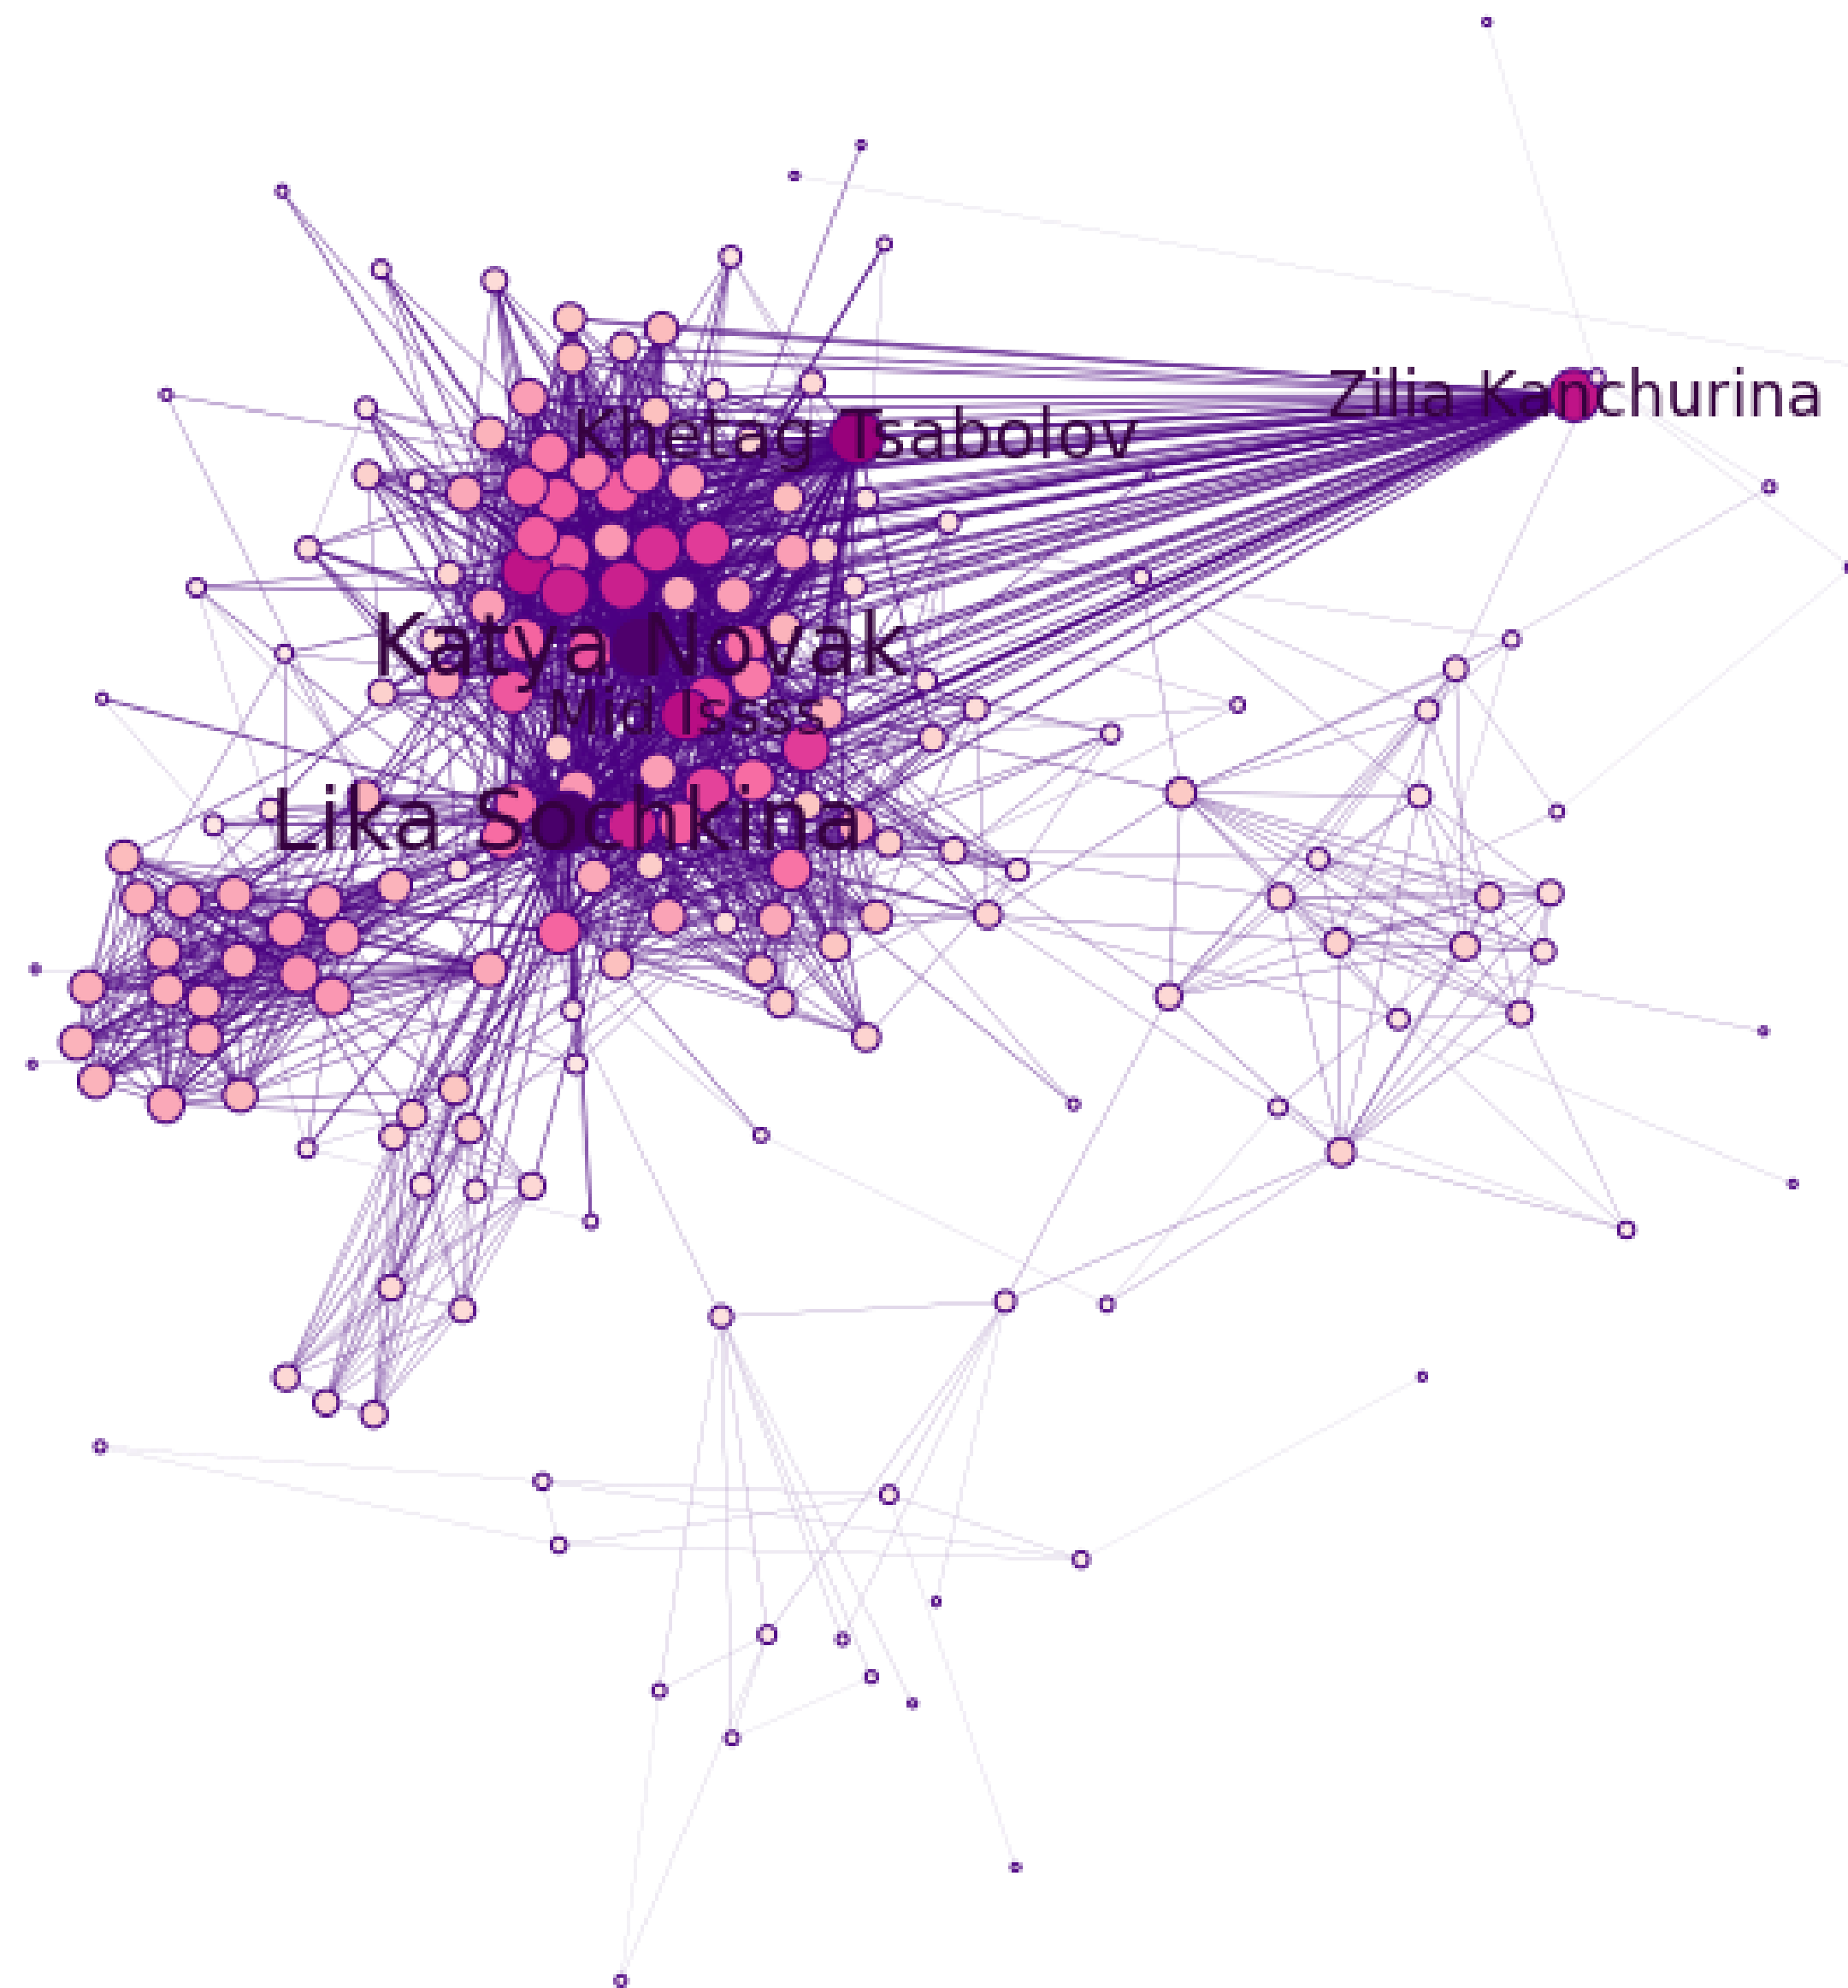 Zilia Kanchurina
Khetag Tsabolov
Katya Novak
Mid Issss
Lika Sochkina